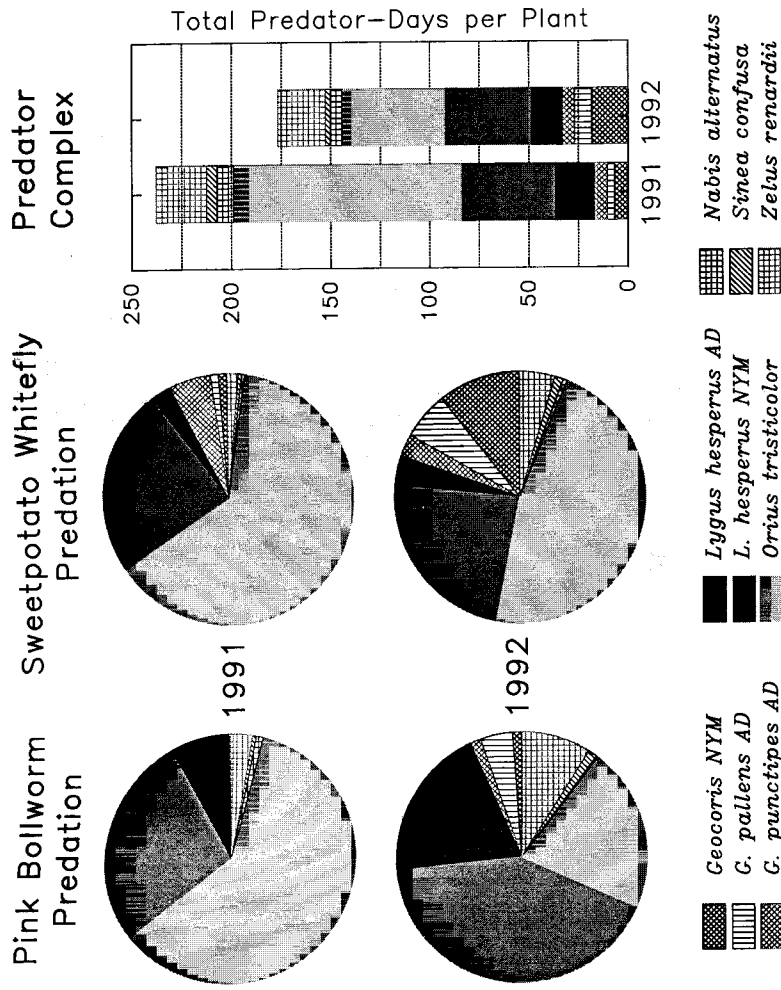 Pink Bollworm
Predation
Sweetpotato Whitefly
Predation
Predator
Complex
1991
1992
Total Predator-Days per Plant
250
200
150
100
50
0
1991
1992
Geocoris NYM
G. pallens AD
G. punctipes AD
Lygus hesperus AD
L. hesperus NYM
Orius tristicolor
Nabis alternatus
Sinea confusa
Zelus renardii